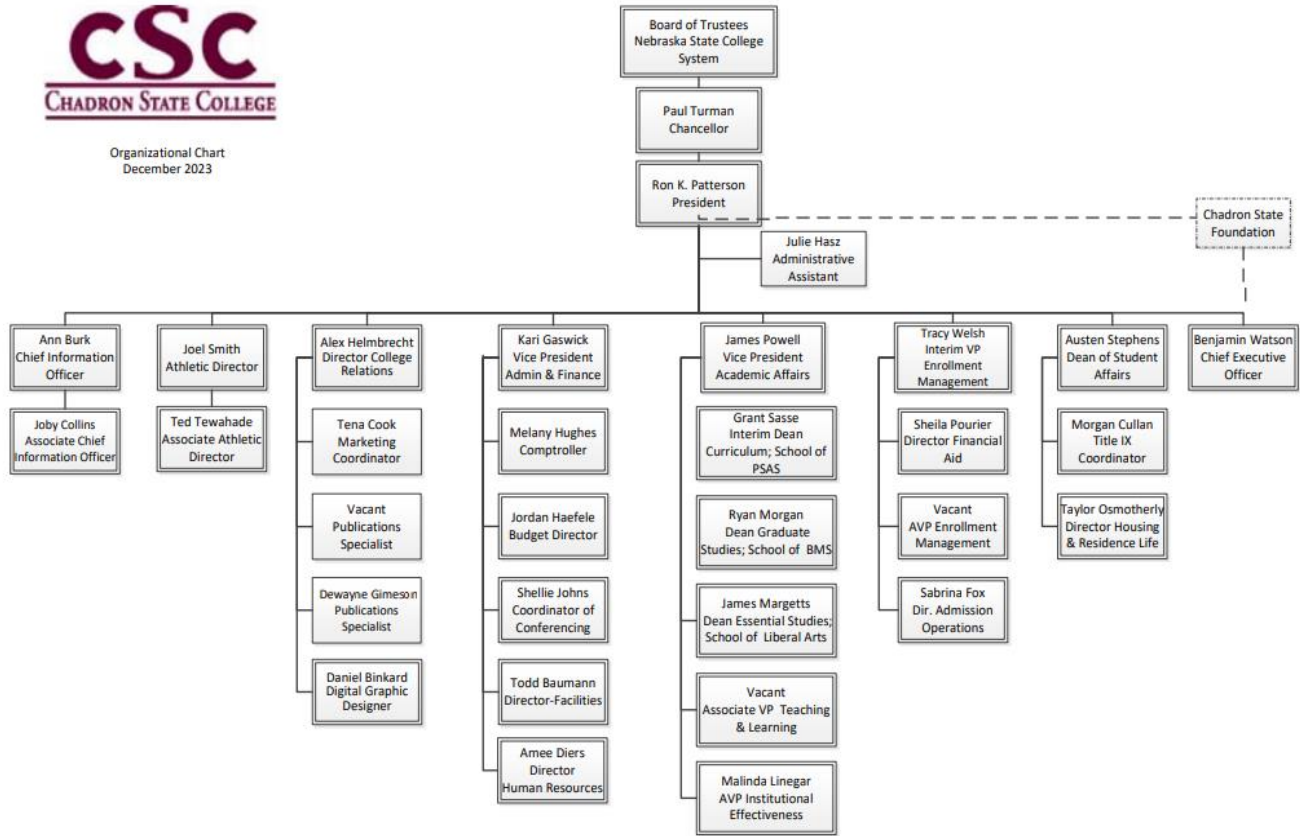 CSC
CHADRON STATE COLLEGE
Organizational Chart
December 2023
Board of Trustees
Nebraska State College
System
Paul Turman
Chancellor
Ron K. Patterson
President
Chadron State
Foundation
Julie Hasz
Administrative
Assistant
Ann Burk
Chief Information
Officer
Joel Smith
Athletic Director
Alex Helmbrecht
Director College
Relations
Kari Gaswick
Vice President
Admin & Finance
James Powell
Vice President
Academic Affairs
Tracy Welsh
Interim VP
Enrollment
Management
Austen Stephens
Dean of Student
Affairs
Benjamin Watson
Chief Executive
Officer
Joby Collins
Associate Chief
Information Officer
Ted Tewahade
Associate Athletic
Director
Tena Cook
Marketing
Coordinator
Melany Hughes
Comptroller
Grant Sasse
Interim Dean
Curriculum; School of
PSAS
Sheila Pourier
Director Financial
Aid
Morgan Cullan
Title IX
Coordinator
Vacant
Publications
Specialist
Jordan Haefele
Budget Director
Ryan Morgan
Dean Graduate
Studies; School of BMS
Vacant
AVP Enrollment
Management
Taylor Osmotherly
Director Housing
& Residence Life
Dewayne Gimeson
Publications
Specialist
Shellie Johns
Coordinator of
Conferencing
James Margetts
Dean Essential Studies;
School of Liberal Arts
Sabrina Fox
Dir. Admission
Operations
Daniel Binkard
Digital Graphic
Designer
Todd Baumann
Director-Facilities
Vacant
Associate VP Teaching
& Learning
Amee Diers
Director
Human Resources
Malinda Linegar
AVP Institutional
Effectiveness